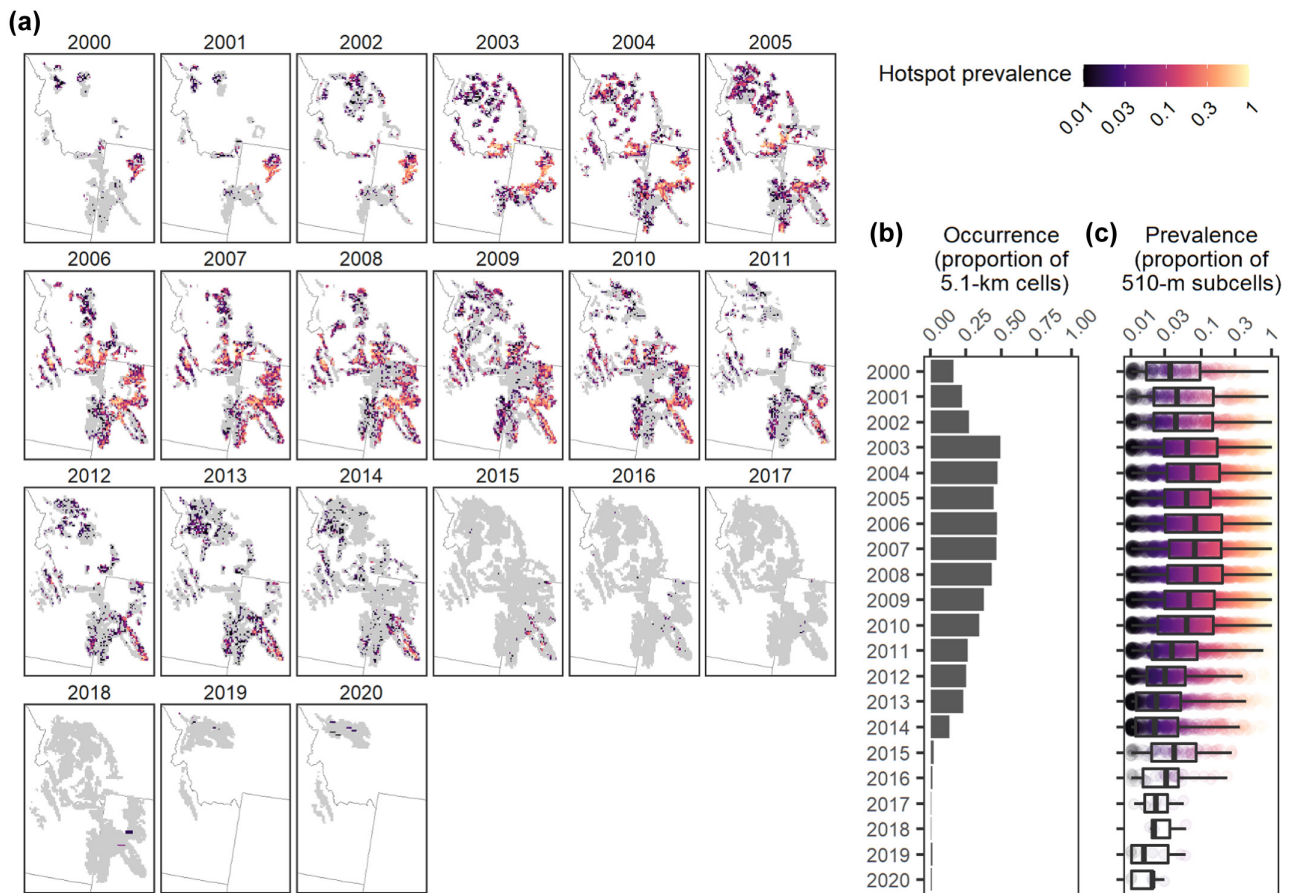 (a)
2000 2001 2002 2003 2004 2005
Hotspot prevalence
0.01 0.03 0.1 0.3 1
2006 2007 2008 2009 2010 2011
2012 2013 2014 2015 2016 2017
2018 2019 2020
(b)
Occurrence
(proportion of
5.1-km cells)
0.00 0.25 0.50 0.75 1.00
2000
2001
2002
2003
2004
2005
2006
2007
2008
2009
2010
2011
2012
2013
2014
2015
2016
2017
2018
2019
2020
(c)
Prevalence
(proportion of
510-m subcells)
0.01 0.03 0.1 0.3 1